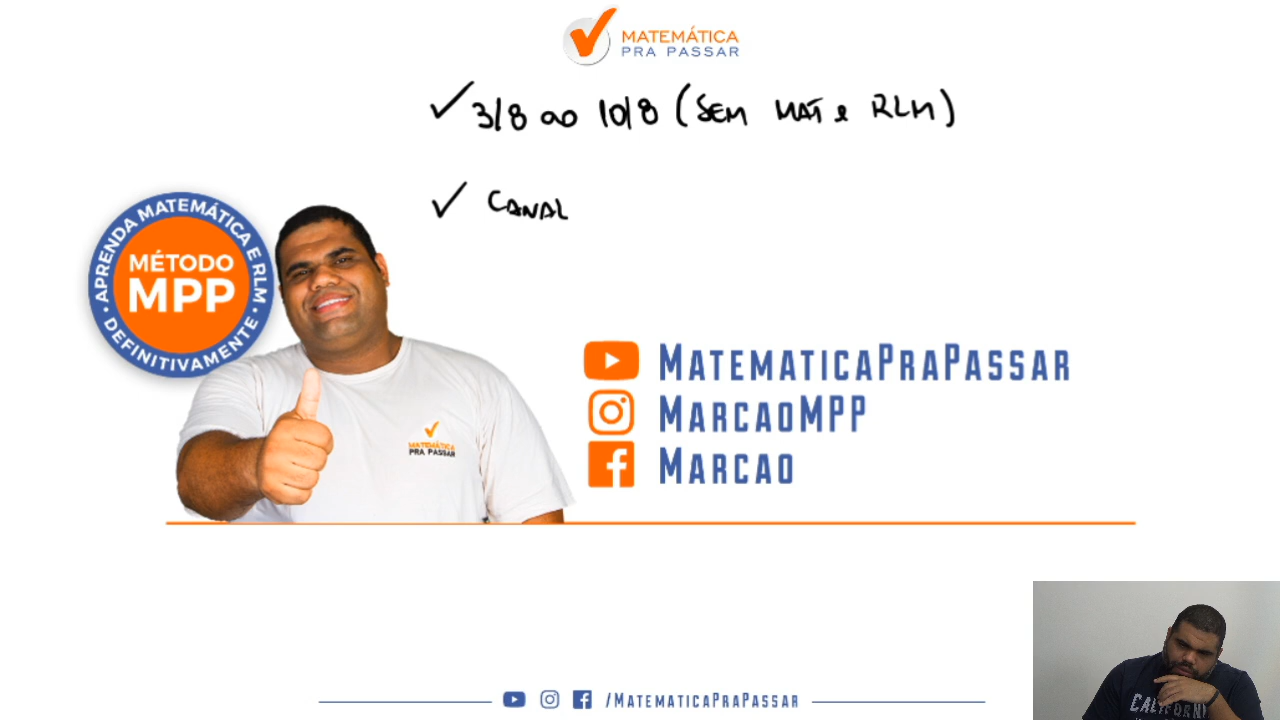 MATEMÁTICA
PRA PASSAR
✓ 3/8 ao 10/8 (SEM MAT e RLM)
✓ CANAL
• APRENDA MATEMÁTICA E RLM •
DEFINITIVAMENTE
MÉTODO
MPP
MATEMÁTICA
PRA PASSAR
MATEMATICAPRAPASSAR
MARCAOMPP
MARCAO
/MATEMATICAPRAPASSAR